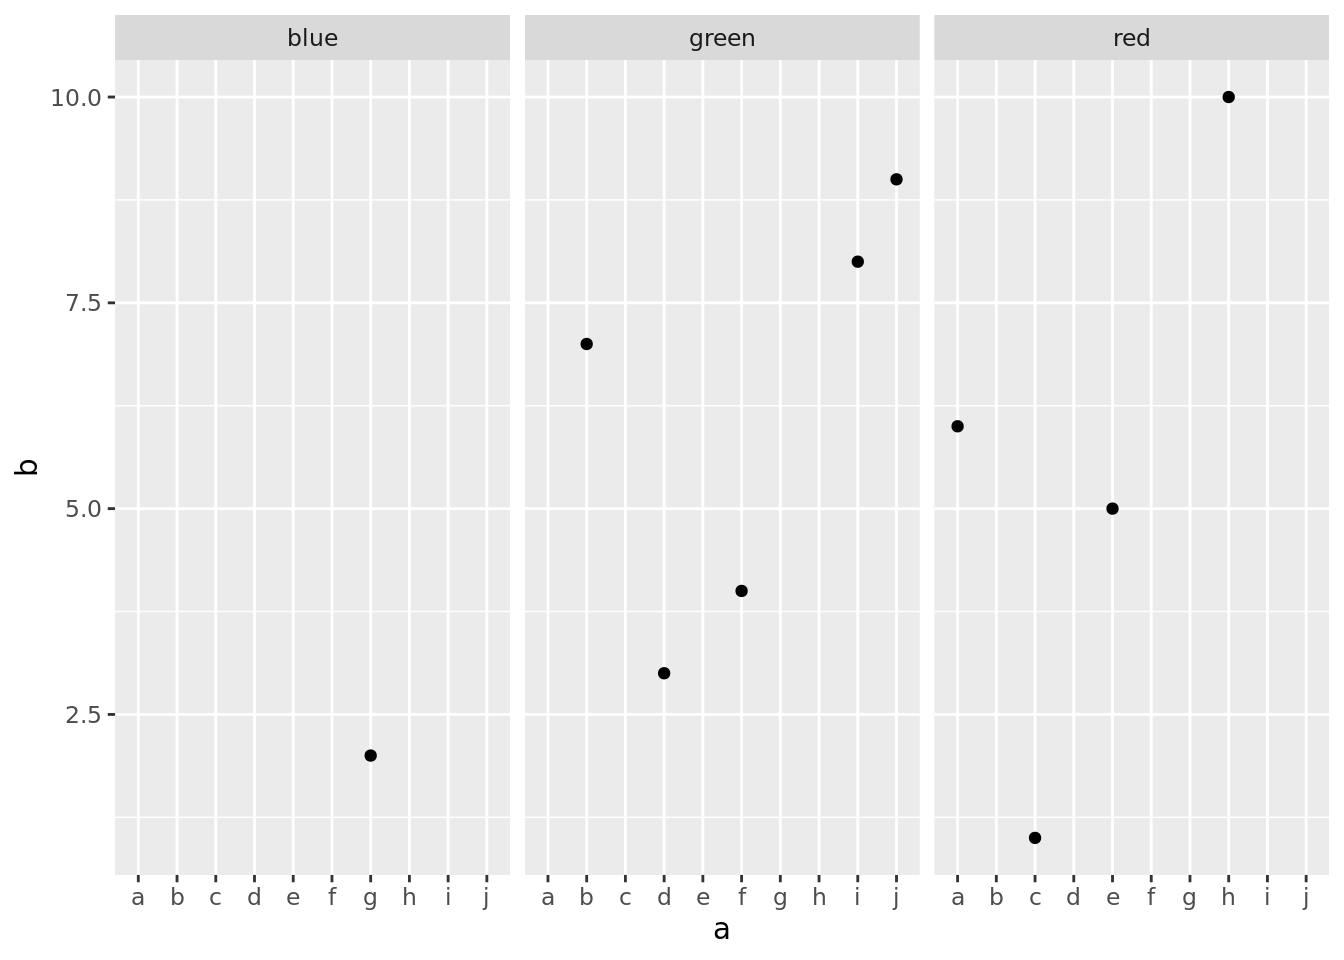 blue green red
10.0
7.5
5.0
2.5
b
a b c d e f g h i j a b c d e f g h i j a b c d e f g h i j
a